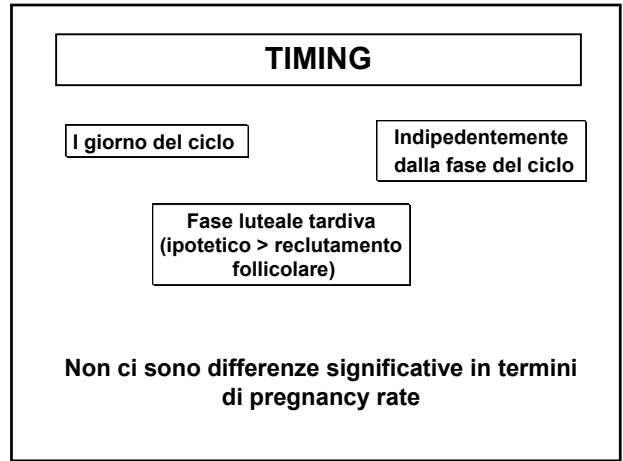 TIMING
I giorno del ciclo
Indipedentemente
dalla fase del ciclo
Fase luteale tardiva
(ipotetico > reclutamento
follicolare)
Non ci sono differenze significative in termini
di pregnancy rate